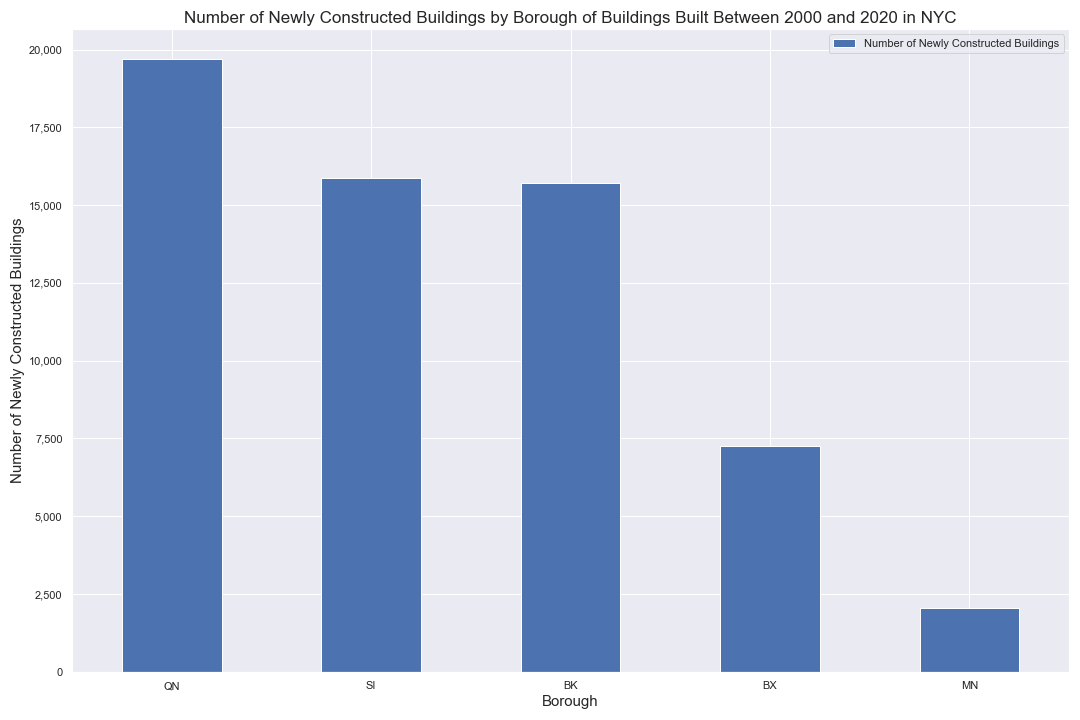 Number of Newly Constructed Buildings by Borough of Buildings Built Between 2000 and 2020 in NYC
Number of Newly Constructed Buildings
20,000
17,500
15,000
12,500
10,000
7,500
5,000
2,500
0
Number of Newly Constructed Buildings
QN SI BK BX MN
Borough